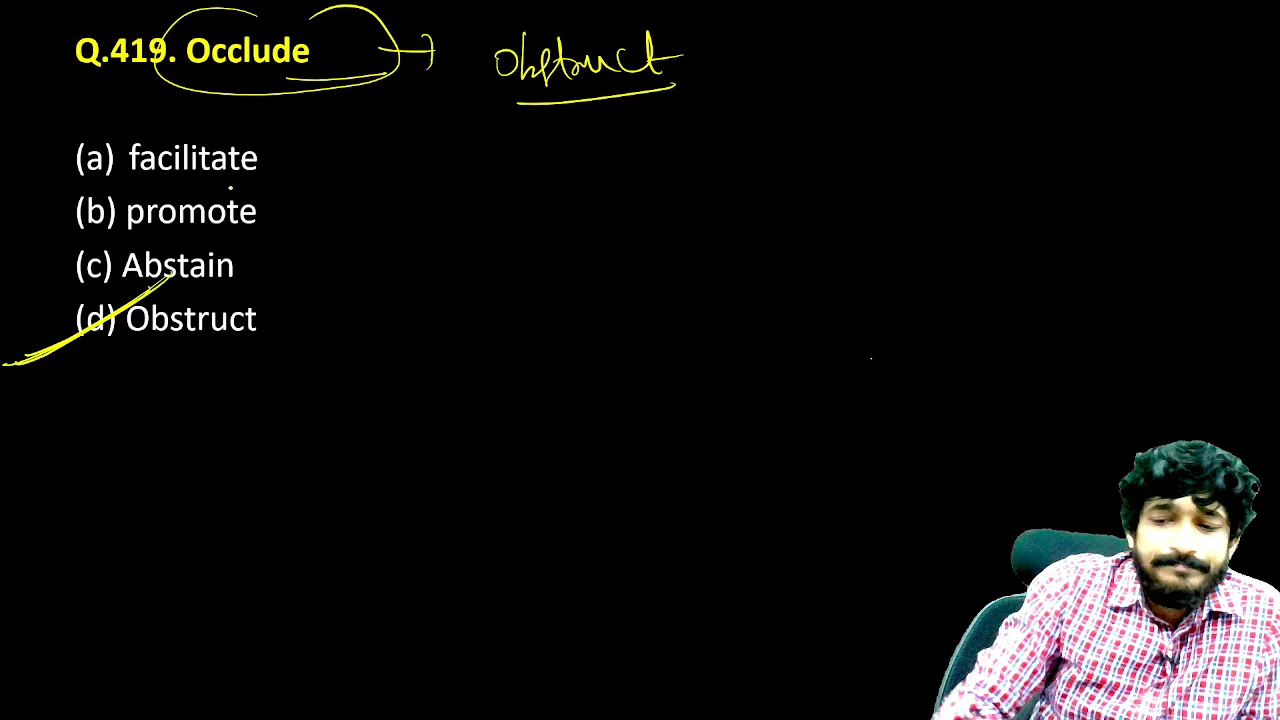 Q.419. Occlude → obstruct
(a) facilitate
(b) promote
(c) Abstain
(d) Obstruct